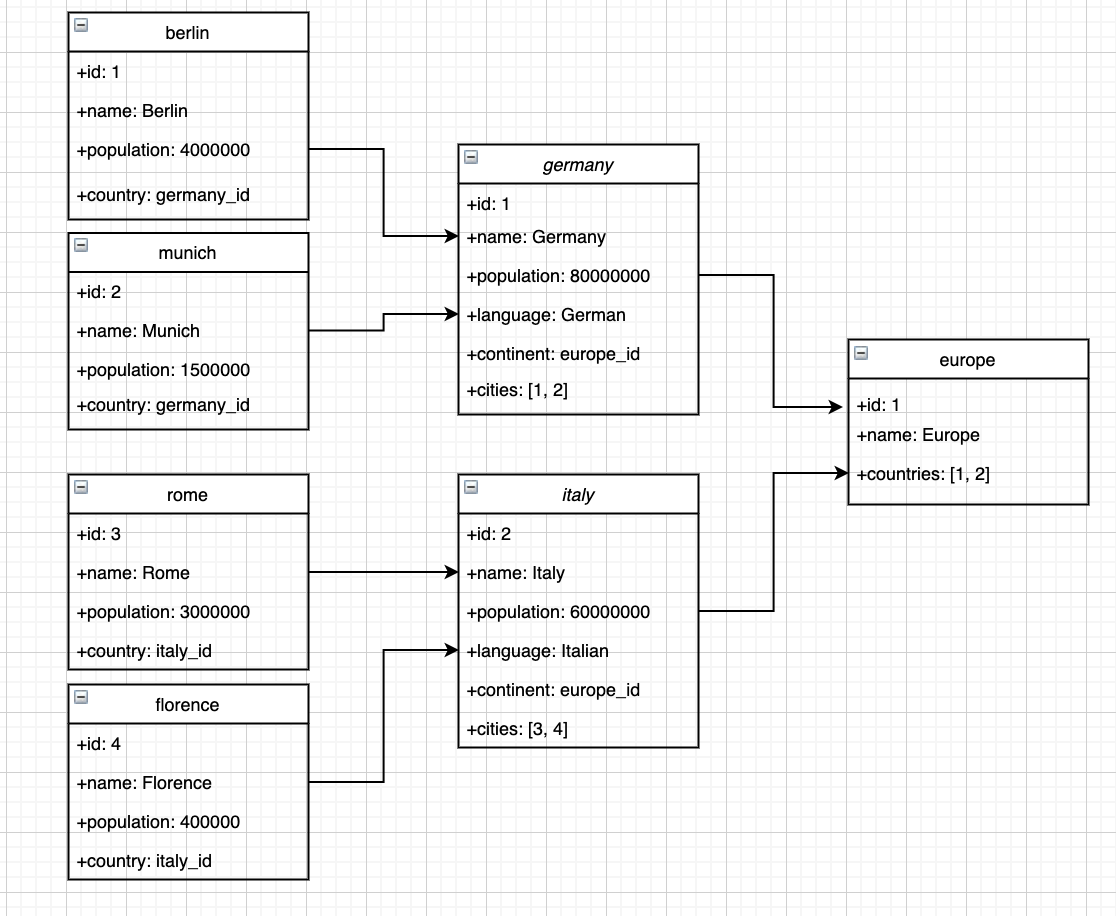 berlin
+id: 1
+name: Berlin
+population: 4000000
+country: germany_id
munich
+id: 2
+name: Munich
+population: 1500000
+country: germany_id
rome
+id: 3
+name: Rome
+population: 3000000
+country: italy_id
florence
+id: 4
+name: Florence
+population: 400000
+country: italy_id
germany
+id: 1
+name: Germany
+population: 80000000
+language: German
+continent: europe_id
+cities: [1, 2]
italy
+id: 2
+name: Italy
+population: 60000000
+language: Italian
+continent: europe_id
+cities: [3, 4]
europe
+id: 1
+name: Europe
+countries: [1, 2]